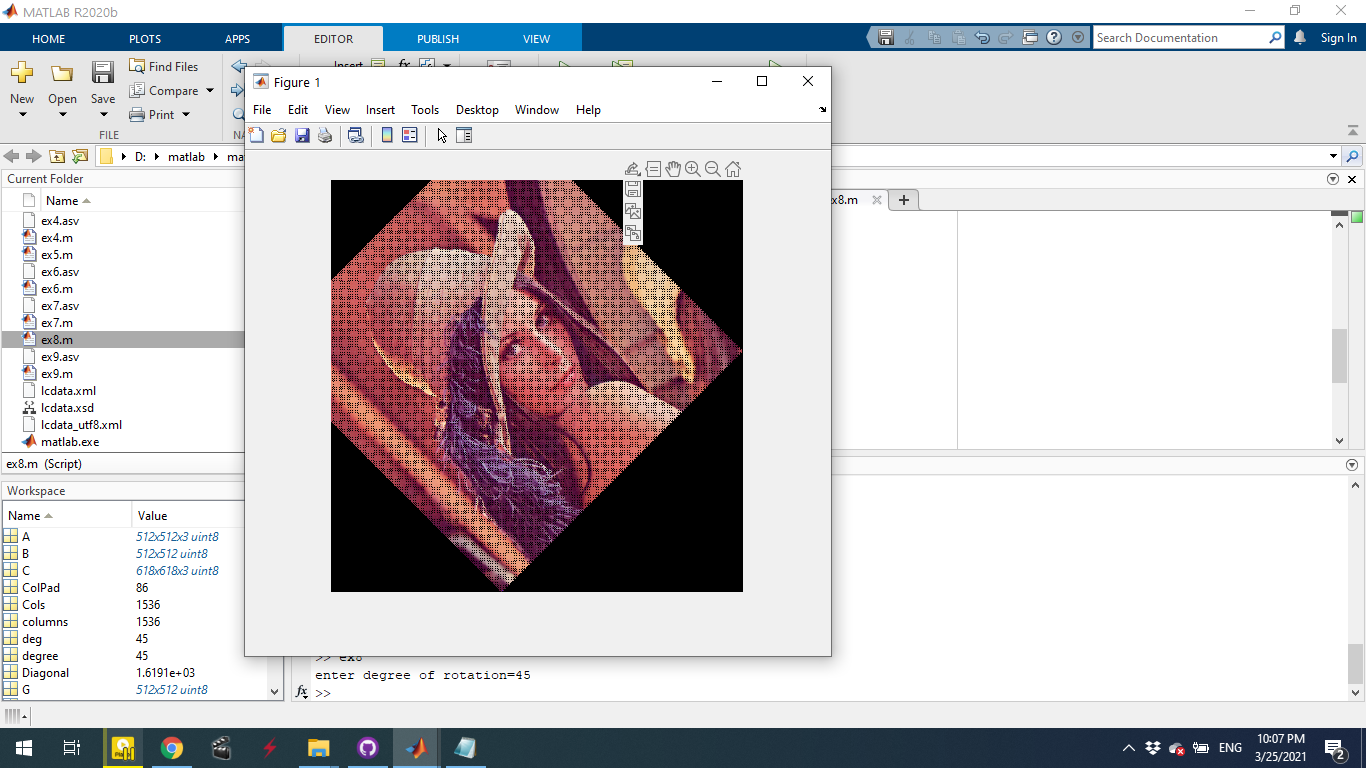 MATLAB R2020b
HOME PLOTS APPS EDITOR PUBLISH VIEW
Search Documentation
Sign In
New Open Save
Find Files
Compare
Print
FILE
NA
Insert fx
Figure 1
File Edit View Insert Tools Desktop Window Help
D: matlab ma
Current Folder
Name
ex4.asv
ex4.m
ex5.m
ex6.asv
ex6.m
ex7.asv
ex7.m
ex8.m
ex9.asv
ex9.m
lcdata.xml
lcdata.xsd
lcdata_utf8.xml
matlab.exe
ex8.m (Script)
x8.m
Workspace
Name Value
A 512x512x3 uint8
B 512x512 uint8
C 618x618x3 uint8
ColPad 86
Cols 1536
columns 1536
deg 45
degree 45
Diagonal 1.6191e+03
G 512x512 uint8
>> ex8
enter degree of rotation=45
fx >>
ENG
10:07 PM
3/25/2021
2